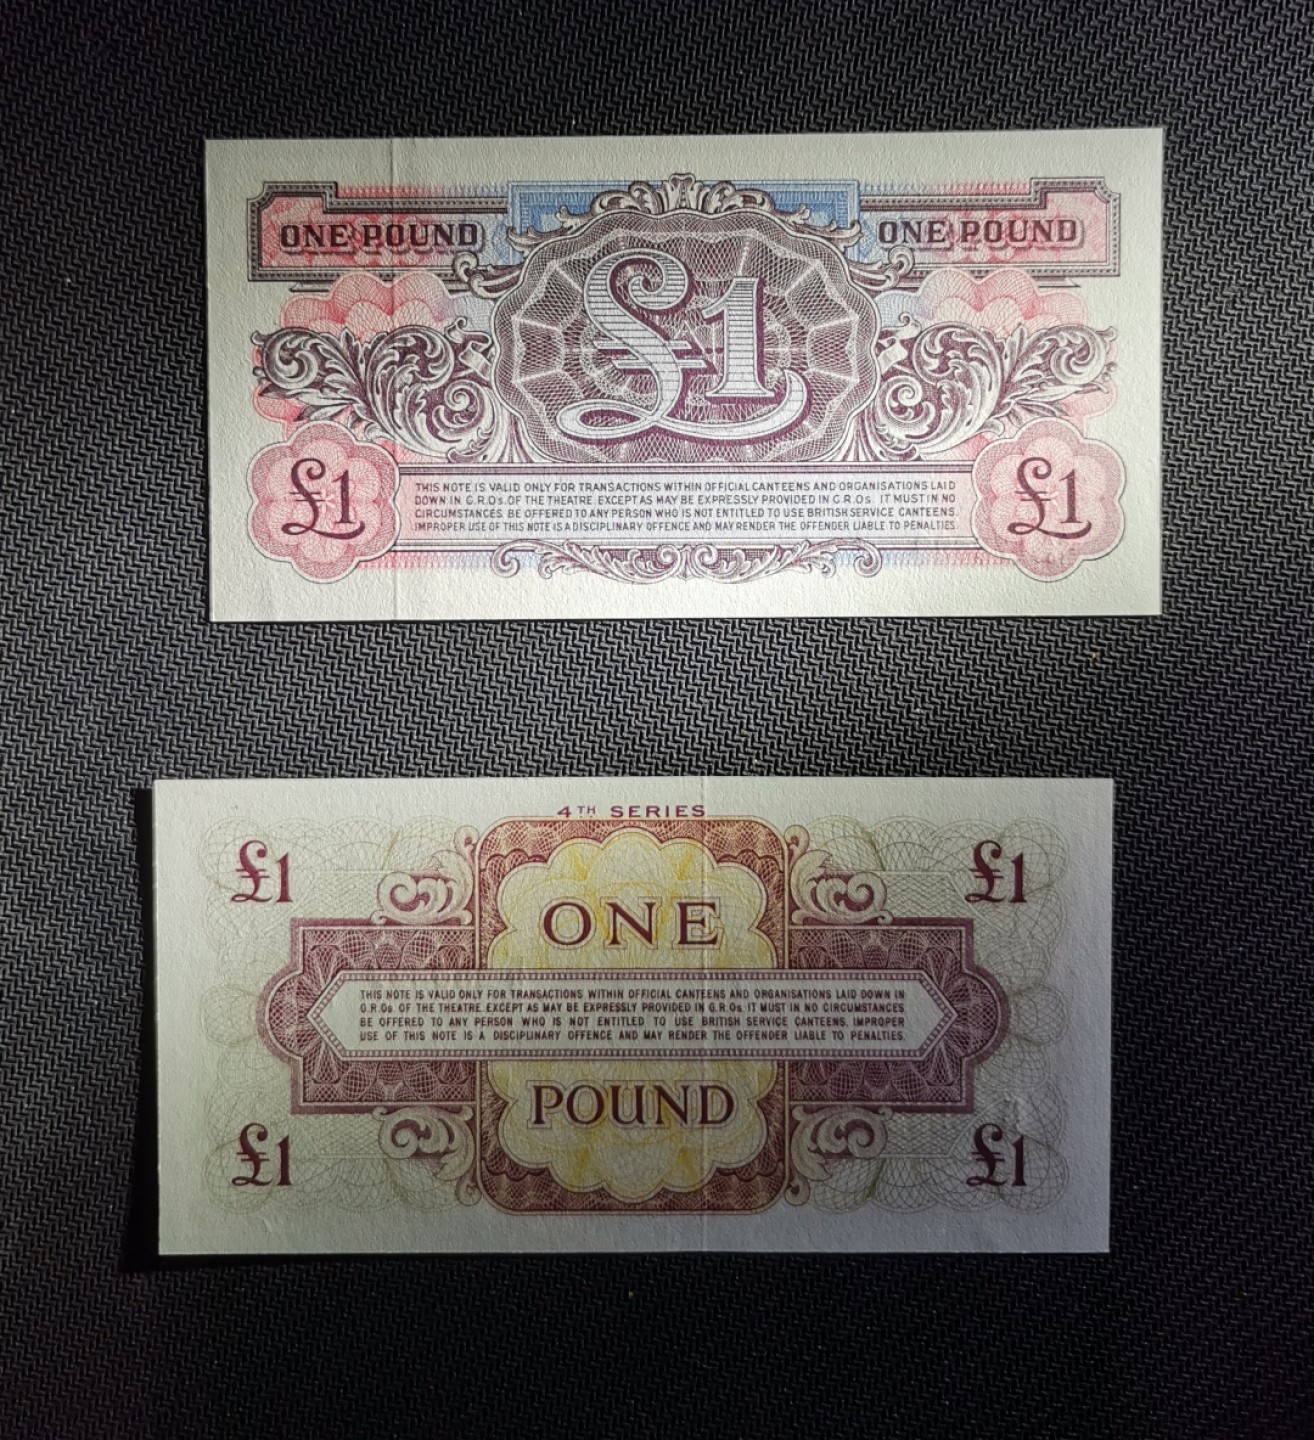 ONE POUND
ONE POUND
£1
£1
£1
THIS NOTE IS VALID ONLY FOR TRANSACTIONS WITHIN OFFICIAL CANTEENS AND ORGANISATIONS LAID
DOWN IN G.R.Os. OF THE THEATRE. EXCEPT AS MAY BE EXPRESSLY PROVIDED IN G.R.Os. IT MUST IN NO
CIRCUMSTANCES BE OFFERED TO ANY PERSON WHO IS NOT ENTITLED TO USE BRITISH SERVICE CANTEENS.
IMPROPER USE OF THIS NOTE IS A DISCIPLINARY OFFENCE AND MAY RENDER THE OFFENDER LIABLE TO PENALTIES.
4TH SERIES
£1
£1
ONE
THIS NOTE IS VALID ONLY FOR TRANSACTIONS WITHIN OFFICIAL CANTEENS AND ORGANISATIONS LAID DOWN IN
G.R.Os. OF THE THEATRE. EXCEPT AS MAY BE EXPRESSLY PROVIDED IN G.R.Os. IT MUST IN NO CIRCUMSTANCES
BE OFFERED TO ANY PERSON WHO IS NOT ENTITLED TO USE BRITISH SERVICE CANTEENS. IMPROPER
USE OF THIS NOTE IS A DISCIPLINARY OFFENCE AND MAY RENDER THE OFFENDER LIABLE TO PENALTIES.
POUND
£1
£1